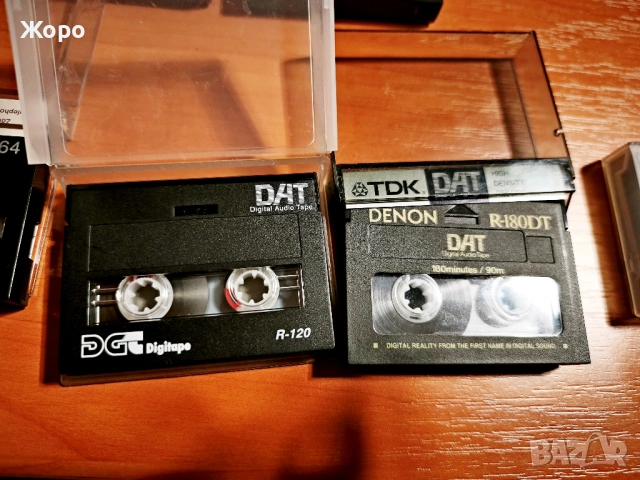 Жоро
64
DAT
Digital Audio Tape
DGT Digitape
R-120
TDK DAT HIGH DENSITY
DENON R-180DT
DAT
Digital Audio Tape
180minutes / 90m
DIGITAL REALITY FROM THE FIRST NAME IN DIGITAL SOUND
BAZAR